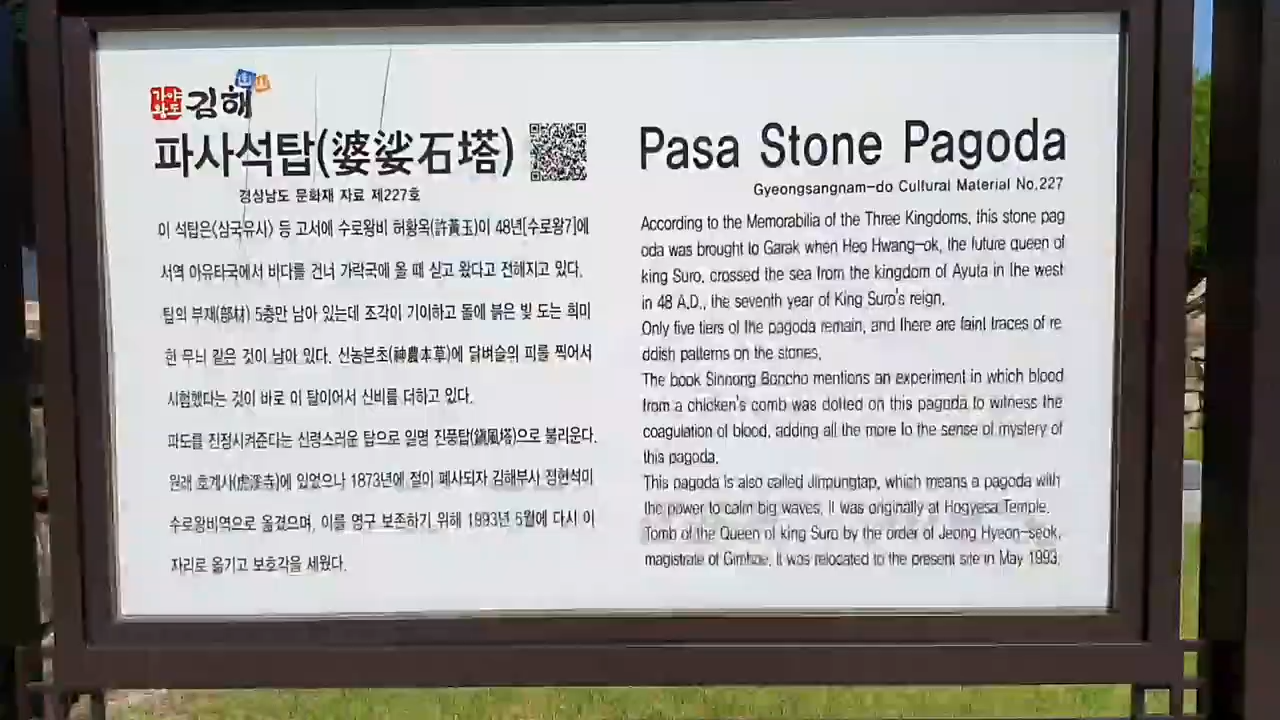 가야
왕도
김해
파사석탑(婆娑石塔)
경상남도 문화재 자료 제227호
이 석탑은<삼국유사> 등 고서에 수로왕비 허황옥(許黃玉)이 48년[수로왕7]에
서역 아유타국에서 바다를 건너 가락국에 올 때 싣고 왔다고 전해지고 있다.
탑의 부재(部材) 5층만 남아 있는데 조각이 기이하고 돌에 붉은 빛 도는 희미
한 무늬 같은 것이 남아 있다. 신농본초(神農本草)에 닭벼슬의 피를 찍어서
시험했다는 것이 바로 이 탑이어서 신비를 더하고 있다.
파도를 진정시켜준다는 신령스러운 탑으로 일명 진풍탑(鎭風塔)으로 불리운다.
원래 호계사(虎溪寺)에 있었으나 1873년에 절이 폐사되자 김해부사 정현석이
수로왕비역으로 옮겼으며, 이를 영구 보존하기 위해 1993년 5월에 다시 이
자리로 옮기고 보호각을 세웠다.
Pasa Stone Pagoda
Gyeongsangnam-do Cultural Material No.227
According to the Memorabilia of the Three Kingdoms, this stone pag
oda was brought to Garak when Heo Hwang-ok, the future queen of
king Suro, crossed the sea from the kingdom of Ayuta in the west
in 48 A.D., the seventh year of King Suro's reign.
Only five tiers of the pagoda remain, and there are faint traces of re
ddish patterns on the stones.
The book Sinnong Boncho mentions an experiment in which blood
from a chicken's comb was dotted on this pagoda to witness the
coagulation of blood, adding all the more to the sense of mystery of
this pagoda.
This pagoda is also called Jinpungtap, which means a pagoda with
the power to calm big waves. It was originally at Hogyesa Temple.
Tomb of the Queen of king Suro by the order of Jeong Hyeon-seok,
magistrate of Gimhae. It was relocated to the present site in May 1993.